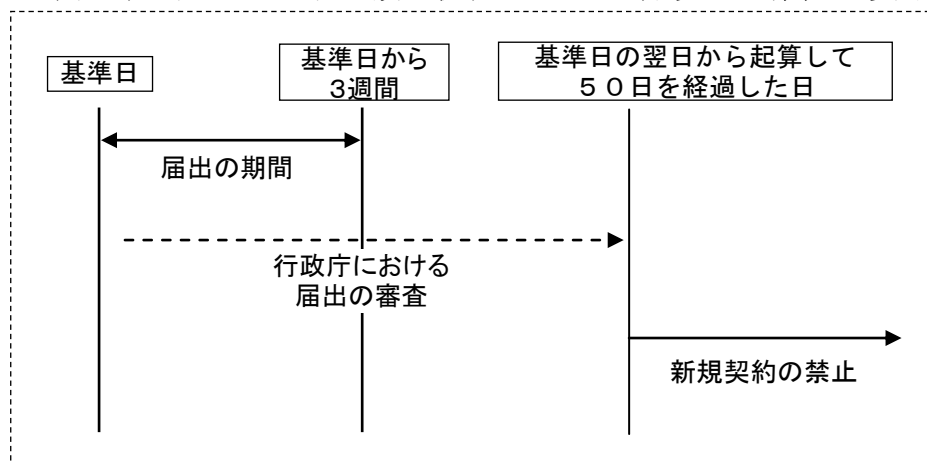 基準日
基準日から
3週間
基準日の翌日から起算して
５０日を経過した日
届出の期間
行政庁における
届出の審査
新規契約の禁止